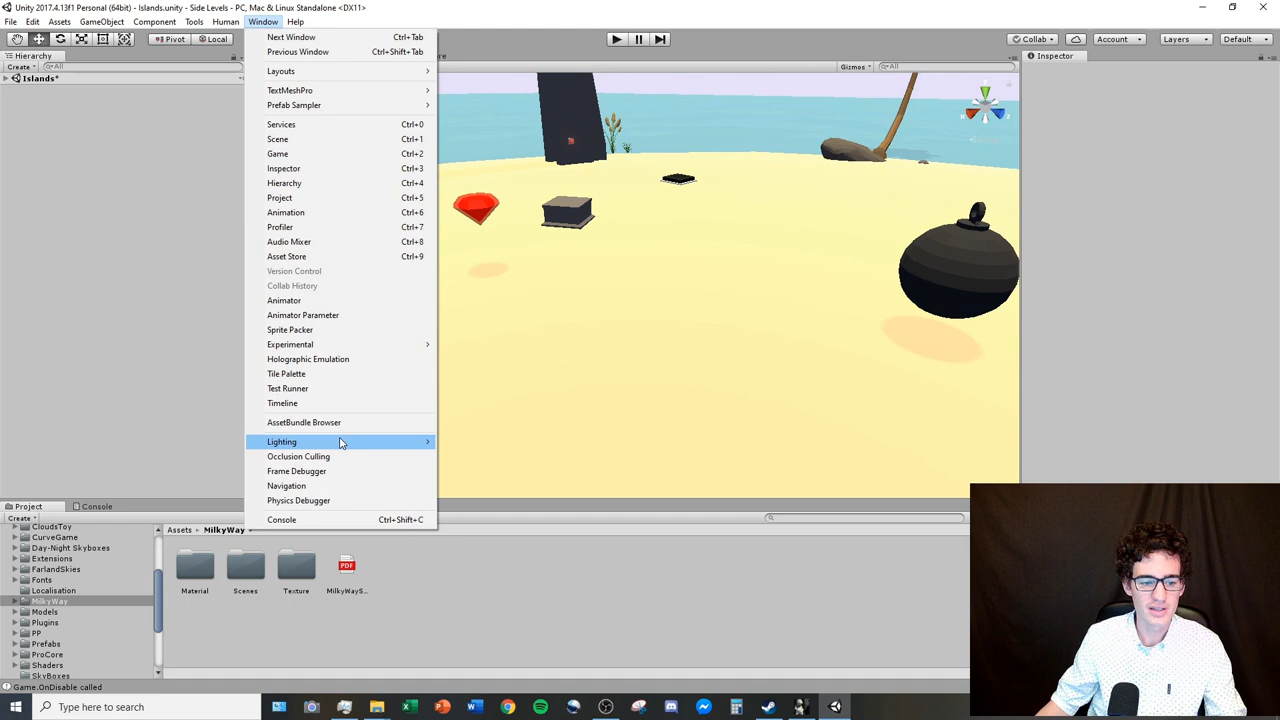 Unity 2017.4.13f1 Personal (64bit) - Islands.unity - Side Levels - PC, Mac & Linux Standalone <DX11>
File Edit Assets GameObject Component Tools Human Window Help
Pivot Local Collab Account Layers Default
Hierarchy
Create All
Islands*
Next Window Ctrl+Tab
Previous Window Ctrl+Shift+Tab
Layouts
TextMeshPro
Prefab Sampler
Services Ctrl+0
Scene Ctrl+1
Game Ctrl+2
Inspector Ctrl+3
Hierarchy Ctrl+4
Project Ctrl+5
Animation Ctrl+6
Profiler Ctrl+7
Audio Mixer Ctrl+8
Asset Store Ctrl+9
Version Control
Collab History
Animator
Animator Parameter
Sprite Packer
Experimental
Holographic Emulation
Tile Palette
Test Runner
Timeline
AssetBundle Browser
Lighting
Occlusion Culling
Frame Debugger
Navigation
Physics Debugger
Console Ctrl+Shift+C
Gizmos All
Inspector
Project Console
Create
CloudsToy
CurveGame
Day-Night Skyboxes
Extensions
FarlandSkies
Fonts
Localisation
MilkyWay
Models
Plugins
PP
Prefabs
ProCore
Shaders
SkyBoxes
Assets MilkyWay
PDF
Material Scenes Texture MilkyWayS...
Game.OnDisable called
Type here to search